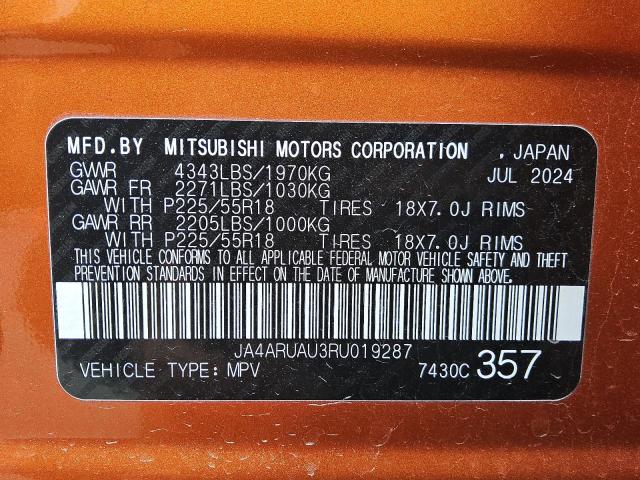 MFD.BY MITSUBISHI MOTORS CORPORATION . JAPAN
GVWR 4343LBS/1970KG JUL 2024
GAWR FR 2271LBS/1030KG
WITH P225/55R18 TIRES 18X7.0J RIMS
GAWR RR 2205LBS/1000KG
WITH P225/55R18 TIRES 18X7.0J RIMS
THIS VEHICLE CONFORMS TO ALL APPLICABLE FEDERAL MOTOR VEHICLE SAFETY AND THEFT
PREVENTION STANDARDS IN EFFECT ON THE DATE OF MANUFACTURE SHOWN ABOVE.
JA4ARUAU3RU019287
VEHICLE TYPE: MPV 7430C 357